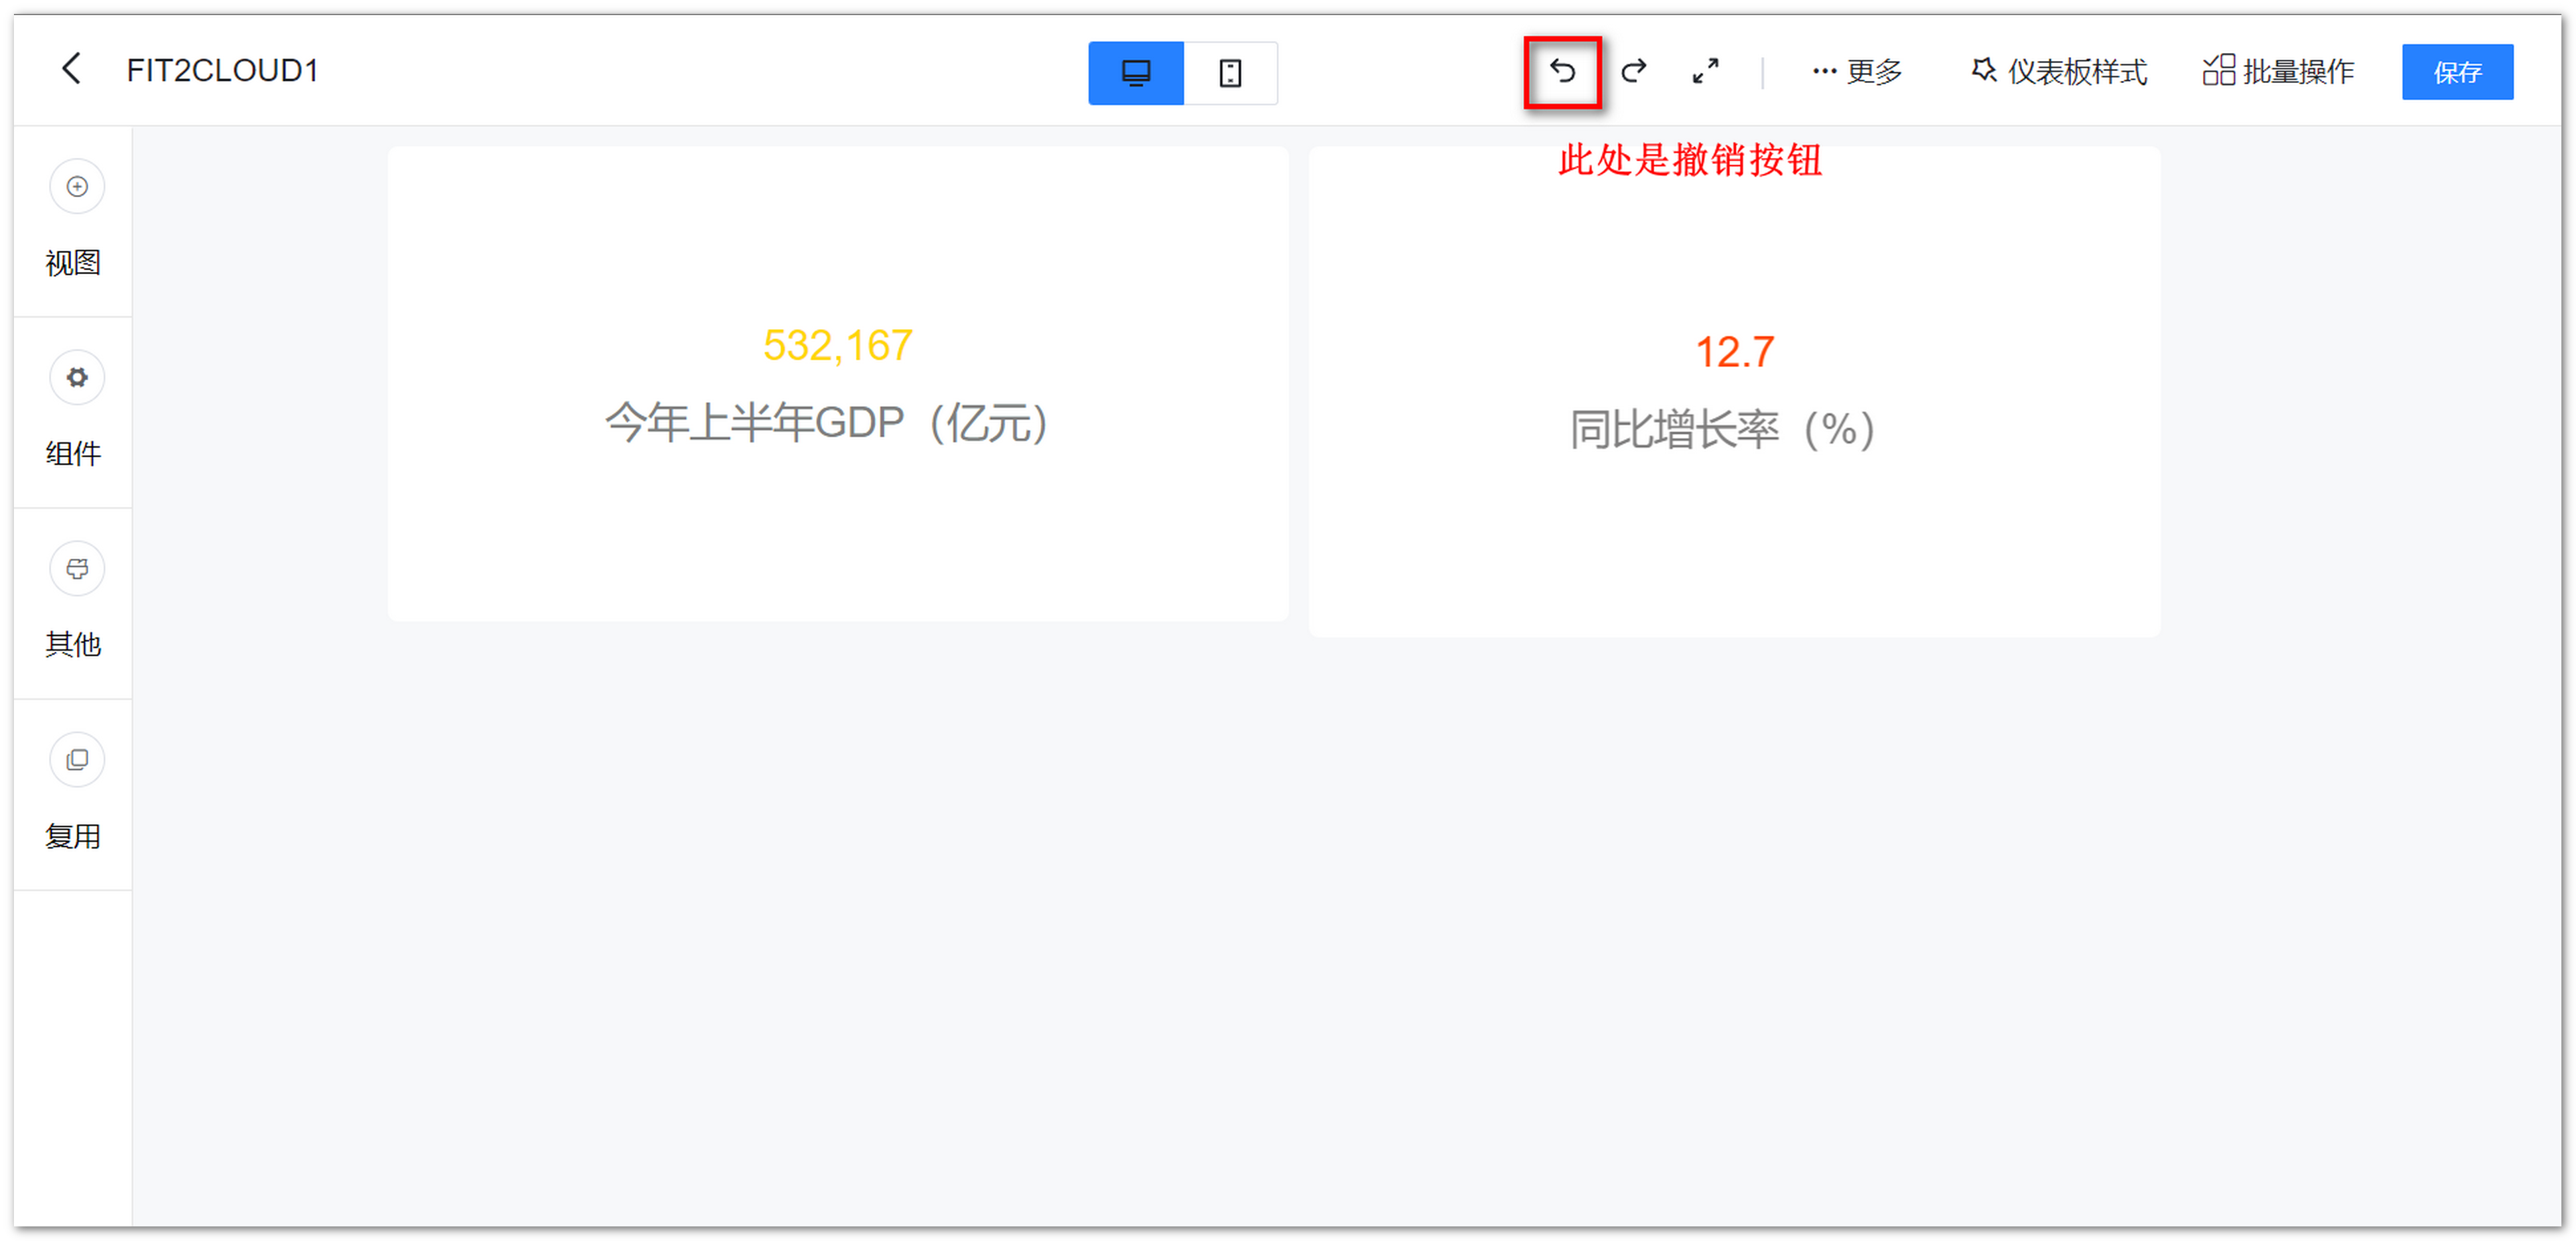 FIT2CLOUD1
更多
仪表板样式
批量操作
保存
此处是撤销按钮
视图
组件
其他
复用
532,167
今年上半年GDP（亿元）
12.7
同比增长率（%）